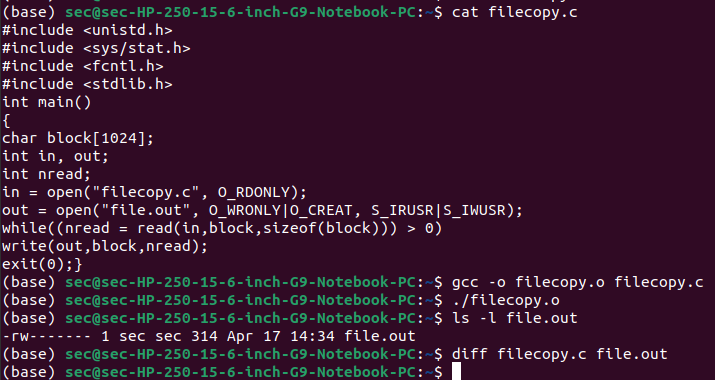 (base) sec@sec-HP-250-15-6-inch-G9-Notebook-PC:~$ cat filecopy.c
#include <unistd.h>
#include <sys/stat.h>
#include <fcntl.h>
#include <stdlib.h>
int main()
{
char block[1024];
int in, out;
int nread;
in = open("filecopy.c", O_RDONLY);
out = open("file.out", O_WRONLY|O_CREAT, S_IRUSR|S_IWUSR);
while((nread = read(in,block,sizeof(block))) > 0)
write(out,block,nread);
exit(0);}
(base) sec@sec-HP-250-15-6-inch-G9-Notebook-PC:~$ gcc -o filecopy.o filecopy.c
(base) sec@sec-HP-250-15-6-inch-G9-Notebook-PC:~$ ./filecopy.o
(base) sec@sec-HP-250-15-6-inch-G9-Notebook-PC:~$ ls -l file.out
-rw------- 1 sec sec 314 Apr 17 14:34 file.out
(base) sec@sec-HP-250-15-6-inch-G9-Notebook-PC:~$ diff filecopy.c file.out
(base) sec@sec-HP-250-15-6-inch-G9-Notebook-PC:~$